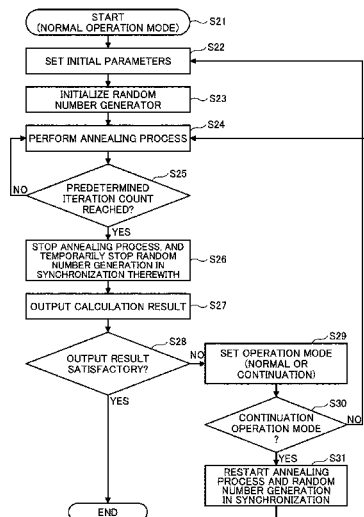 START
(NORMAL OPERATION MODE)
S21
S22
SET INITIAL PARAMETERS
INITIALIZE RANDOM
NUMBER GENERATOR
S23
S24
PERFORM ANNEALING PROCESS
S25
NO
PREDETERMINED
ITERATION COUNT
REACHED?
YES
STOP ANNEALING PROCESS, AND
TEMPORARILY STOP RANDOM
NUMBER GENERATION IN
SYNCHRONIZATION THEREWITH
S26
OUTPUT CALCULATION RESULT
S27
S28
OUTPUT RESULT
SATISFACTORY?
NO
YES
S29
SET OPERATION MODE
(NORMAL OR
CONTINUATION)
S30
CONTINUATION
OPERATION MODE
?
NO
YES
S31
RESTART ANNEALING
PROCESS AND RANDOM
NUMBER GENERATION
IN SYNCHRONIZATION
END